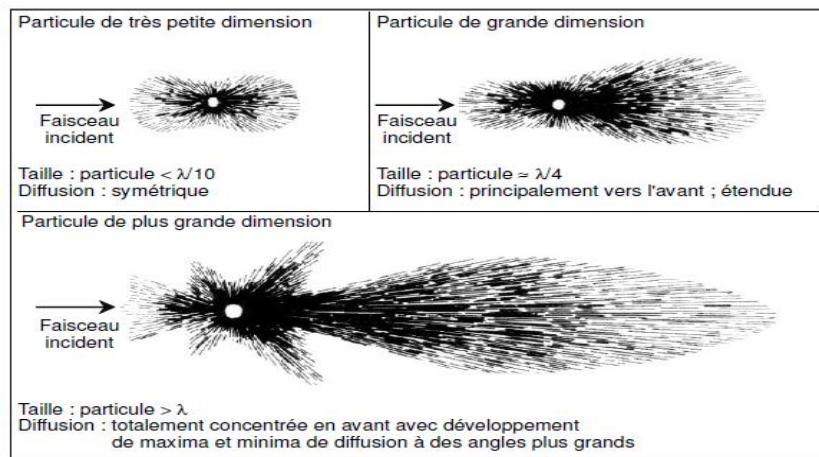 Particule de très petite dimension
Faisceau
incident
Taille : particule < λ/10
Diffusion : symétrique
Particule de grande dimension
Faisceau
incident
Taille : particule ≈ λ/4
Diffusion : principalement vers l'avant ; étendue
Particule de plus grande dimension
Faisceau
incident
Taille : particule > λ
Diffusion : totalement concentrée en avant avec développement
de maxima et minima de diffusion à des angles plus grands